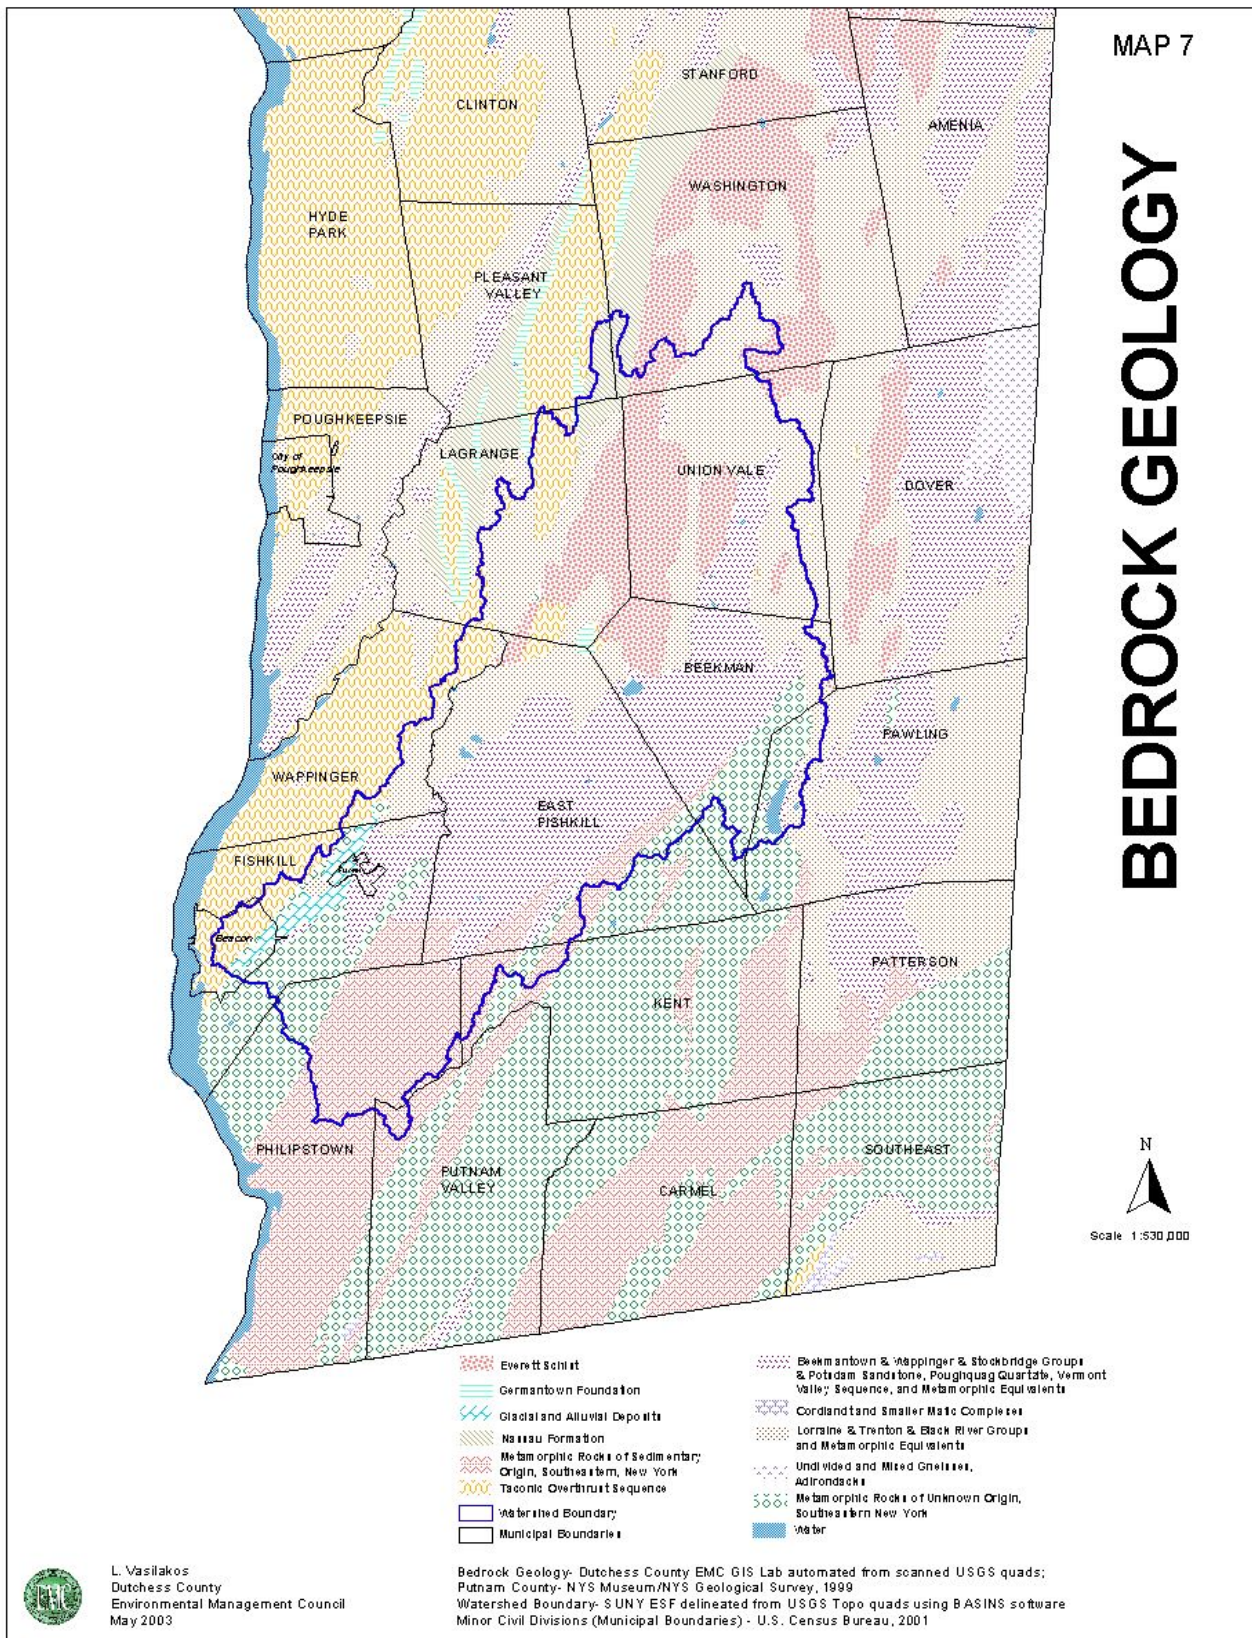 MAP 7
BEDROCK GEOLOGY
STANFORD
CLINTON
AMENIA
WASHINGTON
HYDE
PARK
PLEASANT
VALLEY
POUGHKEEPSIE
City of
Poughkeepsie
LAGRANGE
UNION VALE
DOVER
BEEKMAN
PAWLING
WAPPINGER
EAST
FISHKILL
FISHKILL
Beacon
PATTERSON
KENT
PHILIPSTOWN
PUTNAM
VALLEY
CARMEL
SOUTHEAST
N
Scale 1:530,000
Everett Schist
Germantown Foundation
Glacial and Alluvial Deposits
Nassau Formation
Metamorphic Rocks of Sedimentary
Origin, Southeastern, New York
Taconic Overthrust Sequence
Watershed Boundary
Municipal Boundaries
Beekmantown & Wappinger & Stockbridge Groups
& Potsdam Sandstone, Poughquag Quartzite, Vermont
Valley Sequence, and Metamorphic Equivalents
Cordlandt and Smaller Mafic Complexes
Lorraine & Trenton & Black River Groups
and Metamorphic Equivalents
Undivided and Mixed Gneisses,
Adirondacks
Metamorphic Rocks of Unknown Origin,
Southeastern New York
Water
EMC
L. Vasilakos
Dutchess County
Environmental Management Council
May 2003
Bedrock Geology- Dutchess County EMC GIS Lab automated from scanned USGS quads;
Putnam County- NYS Museum/NYS Geological Survey, 1999
Watershed Boundary- SUNY ESF delineated from USGS Topo quads using BASINS software
Minor Civil Divisions (Municipal Boundaries) - U.S. Census Bureau, 2001